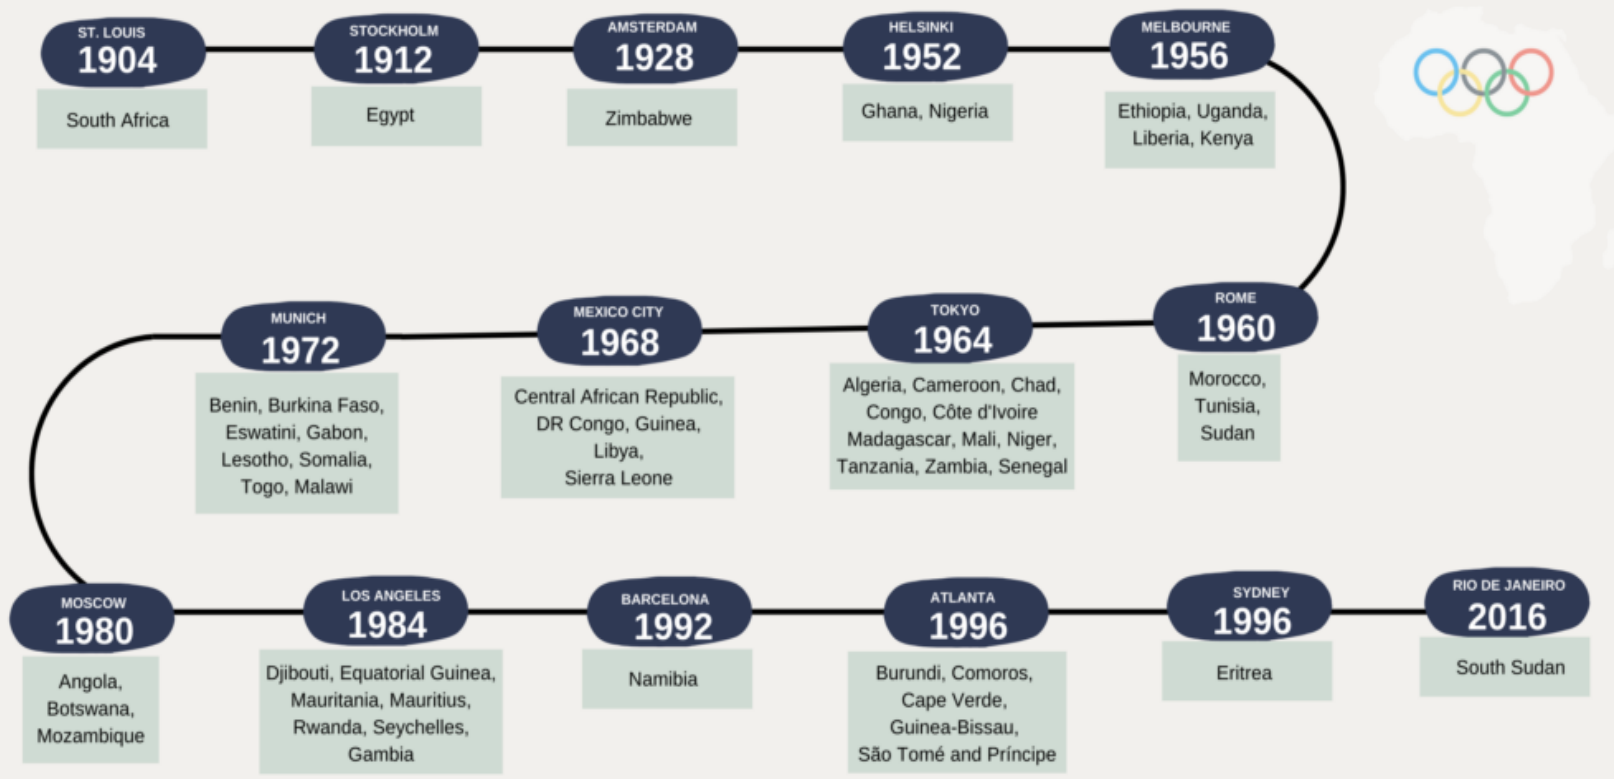 ST. LOUIS
1904
South Africa
STOCKHOLM
1912
Egypt
AMSTERDAM
1928
Zimbabwe
HELSINKI
1952
Ghana, Nigeria
MELBOURNE
1956
Ethiopia, Uganda,
Liberia, Kenya
ROME
1960
Morocco,
Tunisia,
Sudan
TOKYO
1964
Algeria, Cameroon, Chad,
Congo, Côte d'Ivoire
Madagascar, Mali, Niger,
Tanzania, Zambia, Senegal
MEXICO CITY
1968
Central African Republic,
DR Congo, Guinea,
Libya,
Sierra Leone
MUNICH
1972
Benin, Burkina Faso,
Eswatini, Gabon,
Lesotho, Somalia,
Togo, Malawi
MOSCOW
1980
Angola,
Botswana,
Mozambique
LOS ANGELES
1984
Djibouti, Equatorial Guinea,
Mauritania, Mauritius,
Rwanda, Seychelles,
Gambia
BARCELONA
1992
Namibia
ATLANTA
1996
Burundi, Comoros,
Cape Verde,
Guinea-Bissau,
São Tomé and Príncipe
SYDNEY
1996
Eritrea
RIO DE JANEIRO
2016
South Sudan